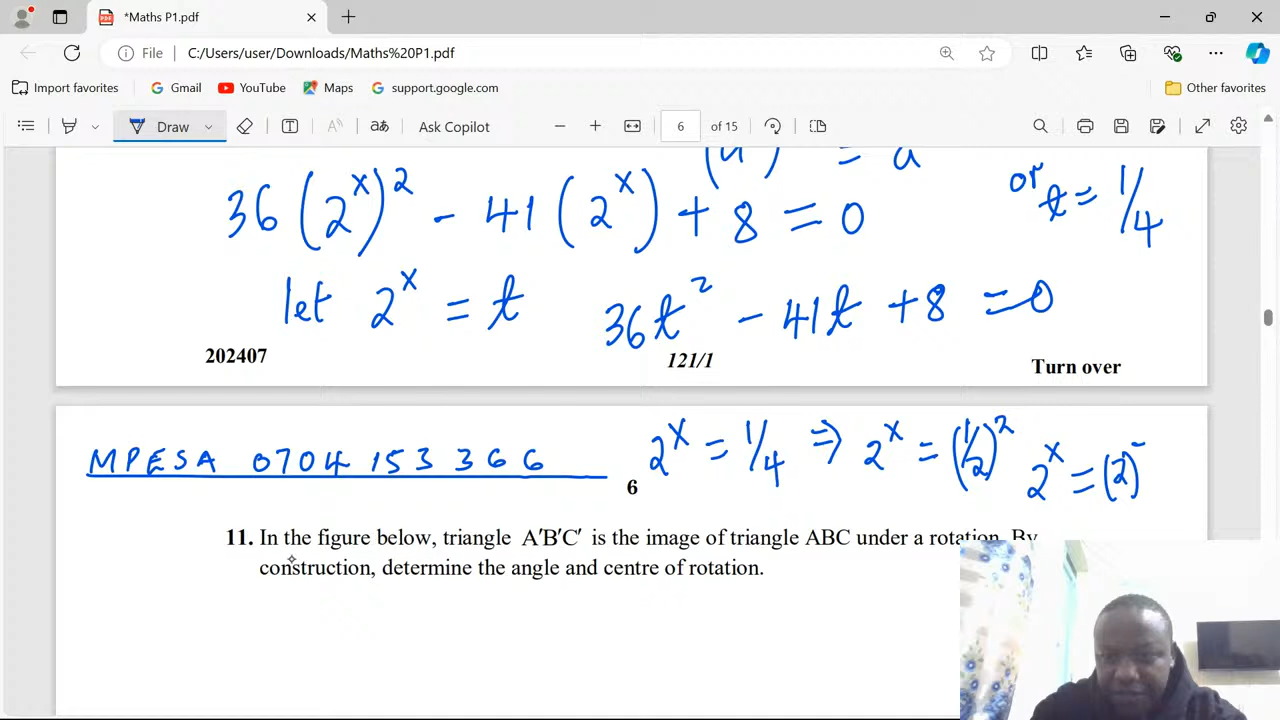 *Maths P1.pdf
File C:/Users/user/Downloads/Maths%20P1.pdf
Import favorites Gmail YouTube Maps support.google.com Other favorites
Draw Ask Copilot 6 of 15
or t = 1/4
36(2^x)^2 - 41(2^x) + 8 = 0
let 2^x = t 36t^2 - 41t + 8 = 0
202407 121/1 Turn over
2^x = 1/4 ⇒ 2^x = (1/2)^2 2^x = (2)^-
MPESA 0704 153 366
6
11. In the figure below, triangle A′B′C′ is the image of triangle ABC under a rotation. By
construction, determine the angle and centre of rotation.